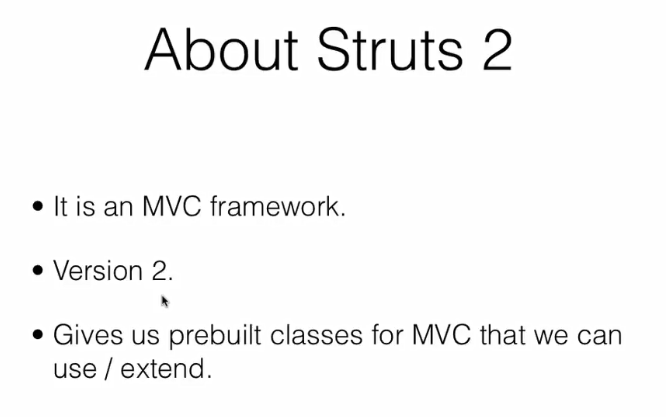 About Struts 2
• It is an MVC framework.
• Version 2.
• Gives us prebuilt classes for MVC that we can
use / extend.